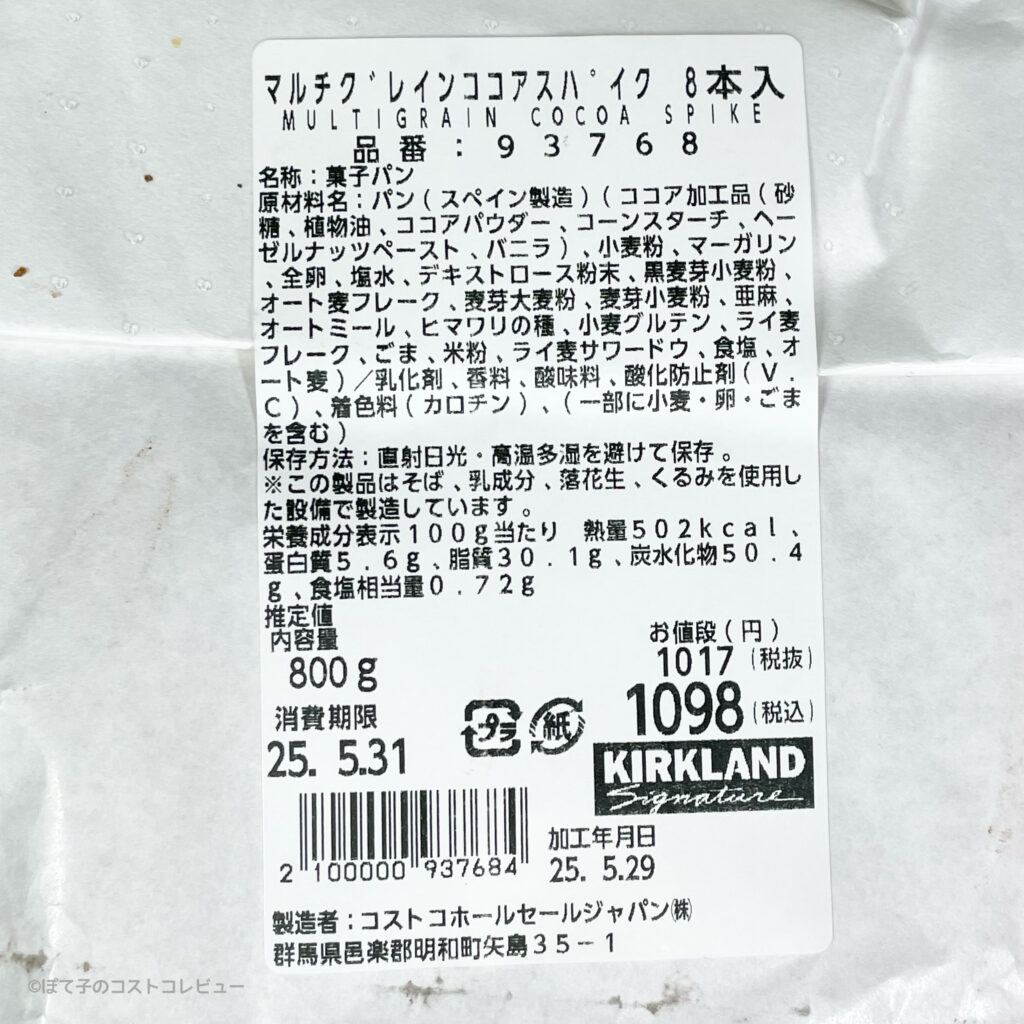 マルチグレインココアスパイク 8本入
MULTIGRAIN COCOA SPIKE
品番：93768
名称：菓子パン
原材料名：パン（スペイン製造）（ココア加工品（砂
糖、植物油、ココアパウダー、コーンスターチ、ヘー
ゼルナッツペースト、バニラ）、小麦粉、マーガリン
、全卵、塩水、デキストロース粉末、黒麦芽小麦粉、
オート麦フレーク、麦芽大麦粉、麦芽小麦粉、亜麻、
オートミール、ヒマワリの種、小麦グルテン、ライ麦
フレーク、ごま、米粉、ライ麦サワードウ、食塩、オ
ート麦）／乳化剤、香料、酸味料、酸化防止剤（V．
C）、着色料（カロチン）、（一部に小麦・卵・ごま
を含む）
保存方法：直射日光・高温多湿を避けて保存。
※この製品はそば、乳成分、落花生、くるみを使用し
た設備で製造しています。
栄養成分表示100g当たり 熱量502kcal、
蛋白質5．6g、脂質30．1g、炭水化物50．4
g、食塩相当量0．72g
推定値
内容量
800g
お値段（円）
1017（税抜）
1098（税込）
消費期限
25. 5.31
プラ
紙
KIRKLAND
Signature
2 100000 937684
加工年月日
25. 5.29
製造者：コストコホールセールジャパン㈱
群馬県邑楽郡明和町矢島35－1
©ぽて子のコストコレビュー